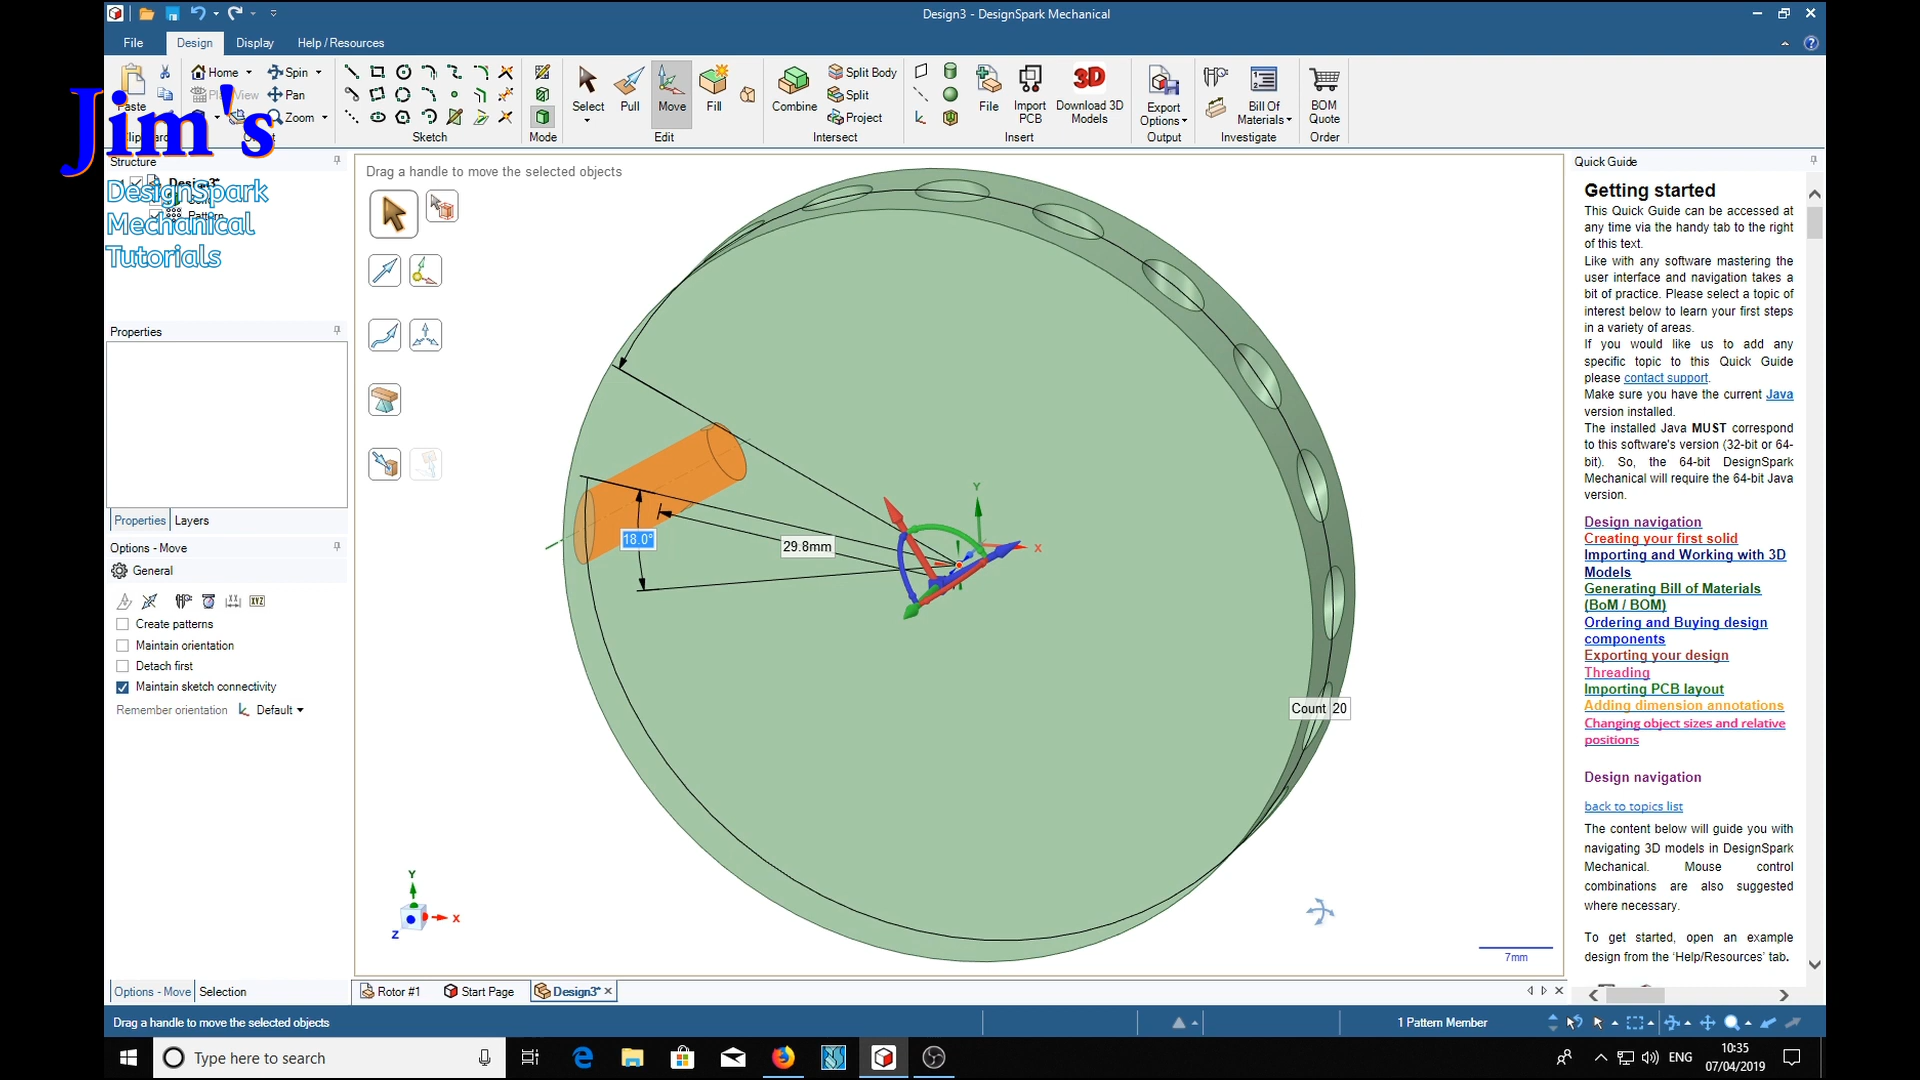 Design3 - DesignSpark Mechanical
File
Design
Display
Help / Resources
Paste
Home
Spin
Pan
Zoom
Sketch
Mode
Select
Pull
Move
Fill
Edit
Combine
Split Body
Split
Project
Intersect
File
Import PCB
Download 3D Models
Insert
Export Options
Output
Bill Of Materials
Investigate
BOM Quote
Order
Jim's
DesignSpark
Mechanical
Tutorials
Structure
Design3*
Pattern
Properties
Properties
Layers
Options - Move
General
Create patterns
Maintain orientation
Detach first
Maintain sketch connectivity
Remember orientation
Default
Options - Move
Selection
Drag a handle to move the selected objects
18.0°
29.8mm
Y
X
Count 20
Y
X
Z
7mm
Rotor #1
Start Page
Design3*
Quick Guide
Getting started
This Quick Guide can be accessed at
any time via the handy tab to the right
of this text.
Like with any software mastering the
user interface and navigation takes a
bit of practice. Please select a topic of
interest below to learn your first steps
in a variety of areas.
If you would like us to add any
specific topic to this Quick Guide
please contact support.
Make sure you have the current Java
version installed.
The installed Java MUST correspond
to this software's version (32-bit or 64-
bit). So, the 64-bit DesignSpark
Mechanical will require the 64-bit Java
version.
Design navigation
Creating your first solid
Importing and Working with 3D
Models
Generating Bill of Materials
(BoM / BOM)
Ordering and Buying design
components
Exporting your design
Threading
Importing PCB layout
Adding dimension annotations
Changing object sizes and relative
positions
Design navigation
back to topics list
The content below will guide you with
navigating 3D models in DesignSpark
Mechanical. Mouse control
combinations are also suggested
where necessary.
To get started, open an example
design from the 'Help/Resources' tab.
Drag a handle to move the selected objects
1 Pattern Member
Type here to search
ENG
10:35
07/04/2019